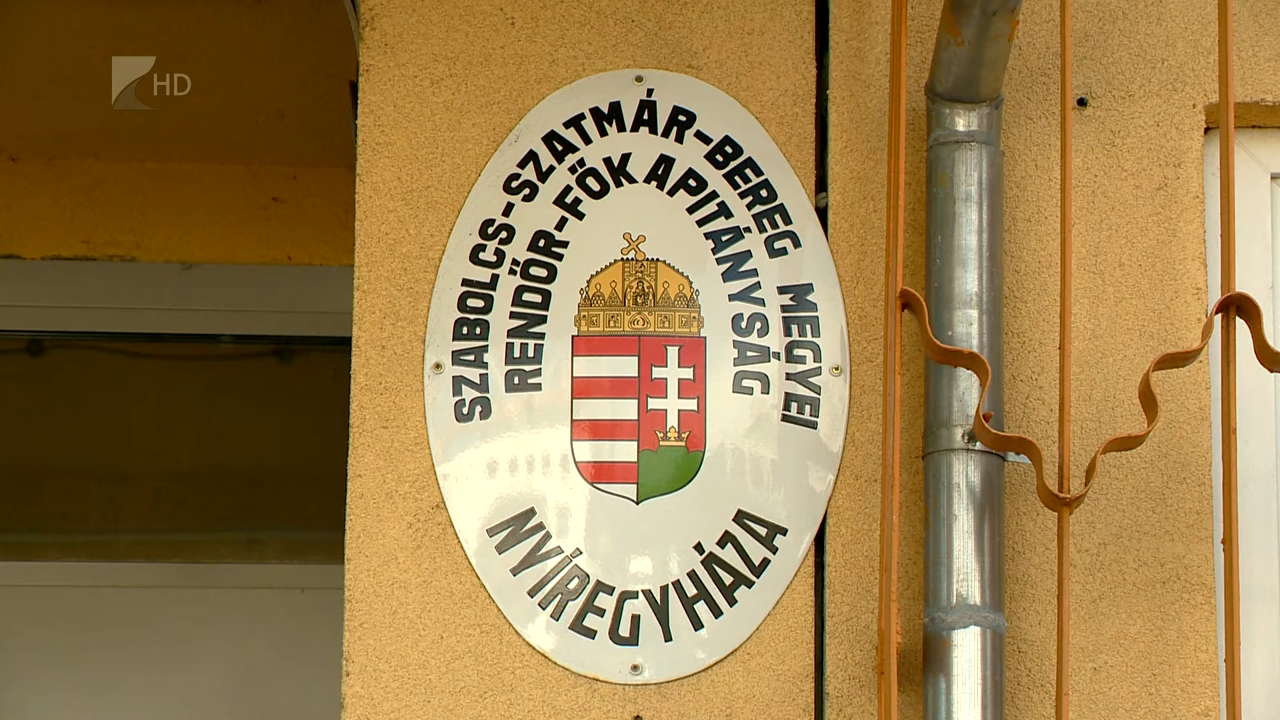 HD
SZABOLCS-SZATMÁR-BEREG MEGYEI
RENDŐR-FŐKAPITÁNYSÁG
NYÍREGYHÁZA